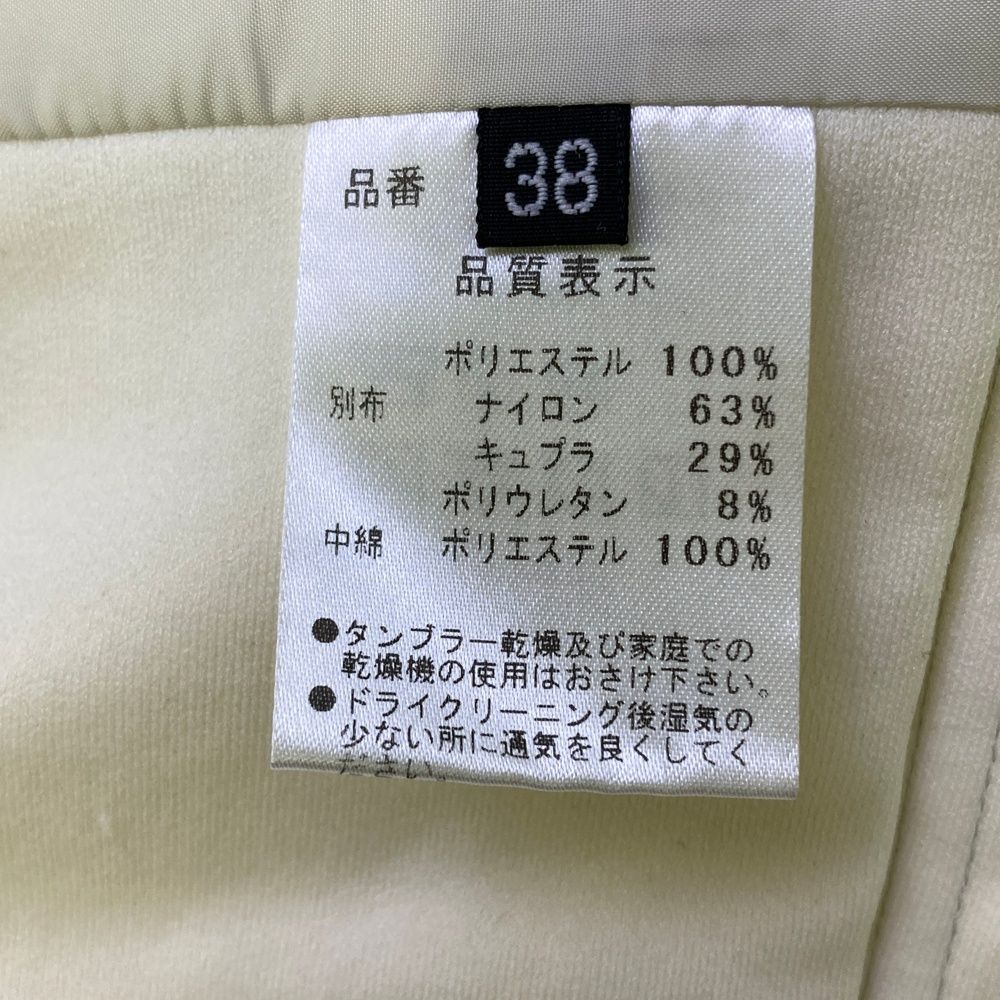 38
品番
品質表示
ポリエステル 100%
別布 ナイロン 63%
キュプラ 29%
ポリウレタン 8%
中綿 ポリエステル 100%
●タンブラー乾燥及び家庭での
乾燥機の使用はおさけ下さい。
●ドライクリーニング後湿気の
少ない所に通気を良くしてく
ださい。